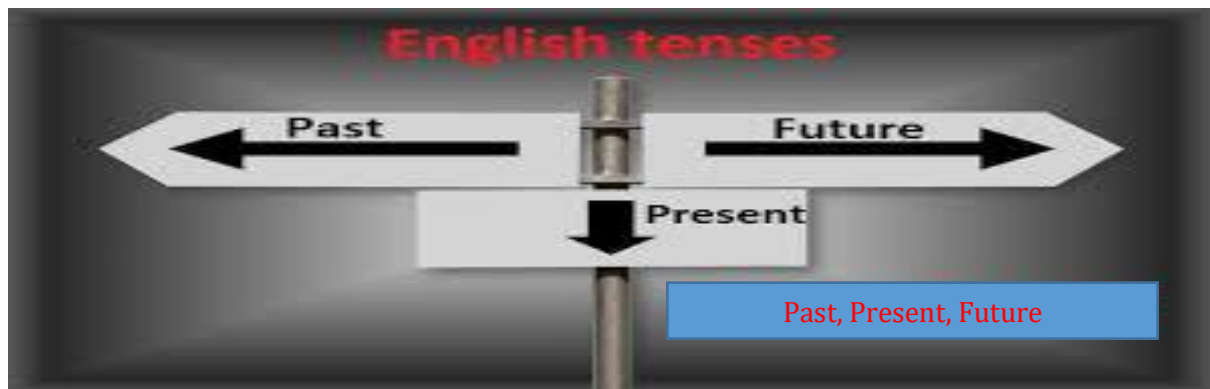 English tenses
Past
Future
Present
Past, Present, Future